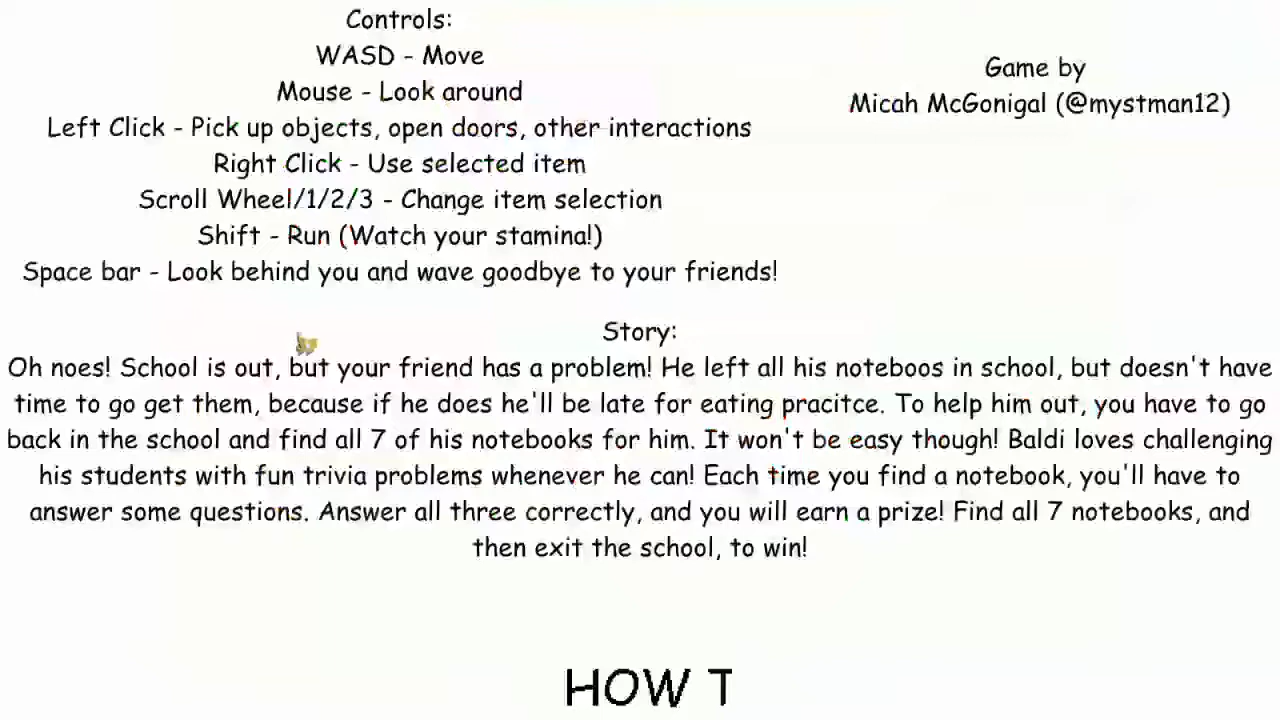 Controls:
WASD - Move
Mouse - Look around
Left Click - Pick up objects, open doors, other interactions
Right Click - Use selected item
Scroll Wheel/1/2/3 - Change item selection
Shift - Run (Watch your stamina!)
Space bar - Look behind you and wave goodbye to your friends!
Game by
Micah McGonigal (@mystman12)
Story:
Oh noes! School is out, but your friend has a problem! He left all his noteboos in school, but doesn't have
time to go get them, because if he does he'll be late for eating pracitce. To help him out, you have to go
back in the school and find all 7 of his notebooks for him. It won't be easy though! Baldi loves challenging
his students with fun trivia problems whenever he can! Each time you find a notebook, you'll have to
answer some questions. Answer all three correctly, and you will earn a prize! Find all 7 notebooks, and
then exit the school, to win!
HOW T